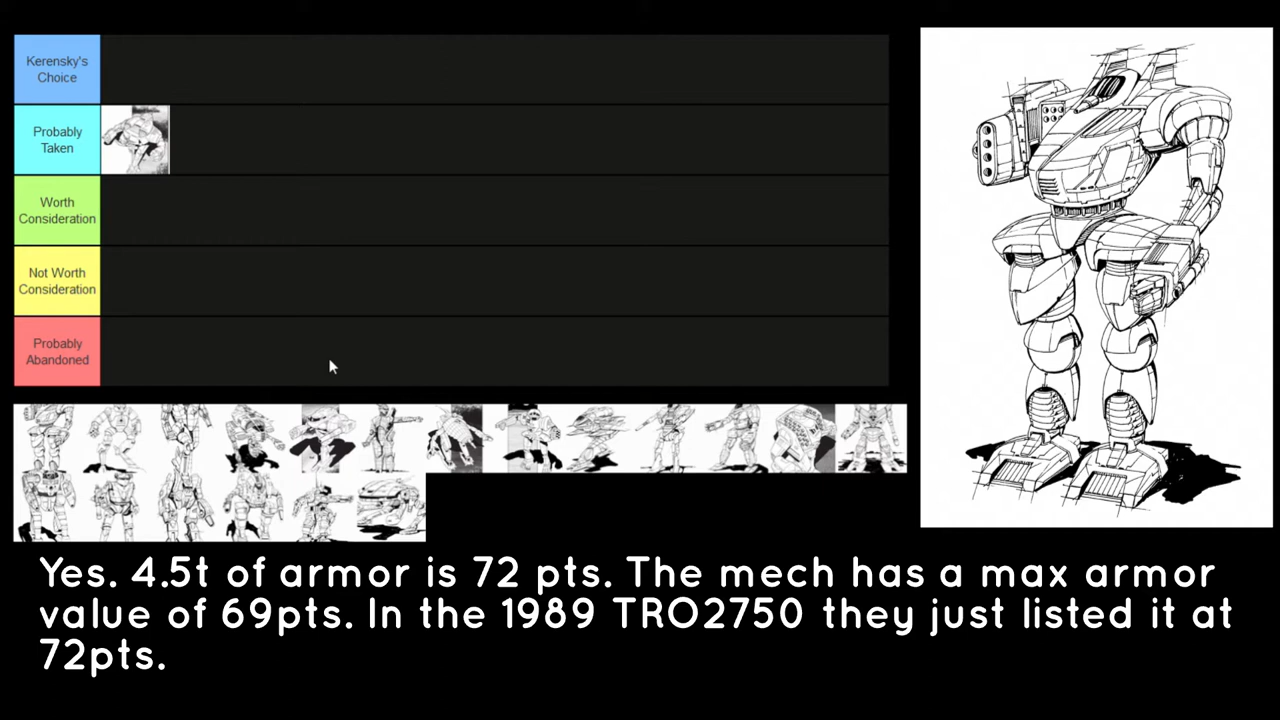 Kerensky's
Choice
Probably
Taken
Worth
Consideration
Not Worth
Consideration
Probably
Abandoned
Yes. 4.5t of armor is 72 pts. The mech has a max armor
value of 69pts. In the 1989 TRO2750 they just listed it at
72pts.